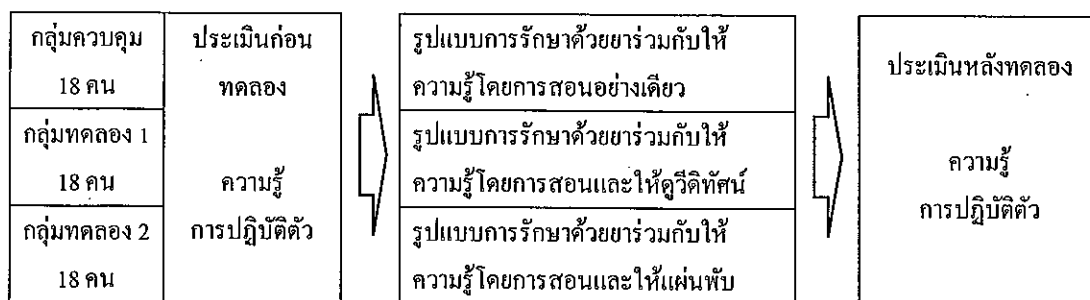 กลุ่มควบคุม
18 คน
กลุ่มทดลอง 1
18 คน
กลุ่มทดลอง 2
18 คน
ประเมินก่อน
ทดลอง
ความรู้
การปฏิบัติตัว
รูปแบบการรักษาด้วยยาร่วมกับให้
ความรู้โดยการสอนอย่างเดียว
รูปแบบการรักษาด้วยยาร่วมกับให้
ความรู้โดยการสอนและให้ดูวีดิทัศน์
รูปแบบการรักษาด้วยยาร่วมกับให้
ความรู้โดยการสอนและให้แผ่นพับ
ประเมินหลังทดลอง
ความรู้
การปฏิบัติตัว